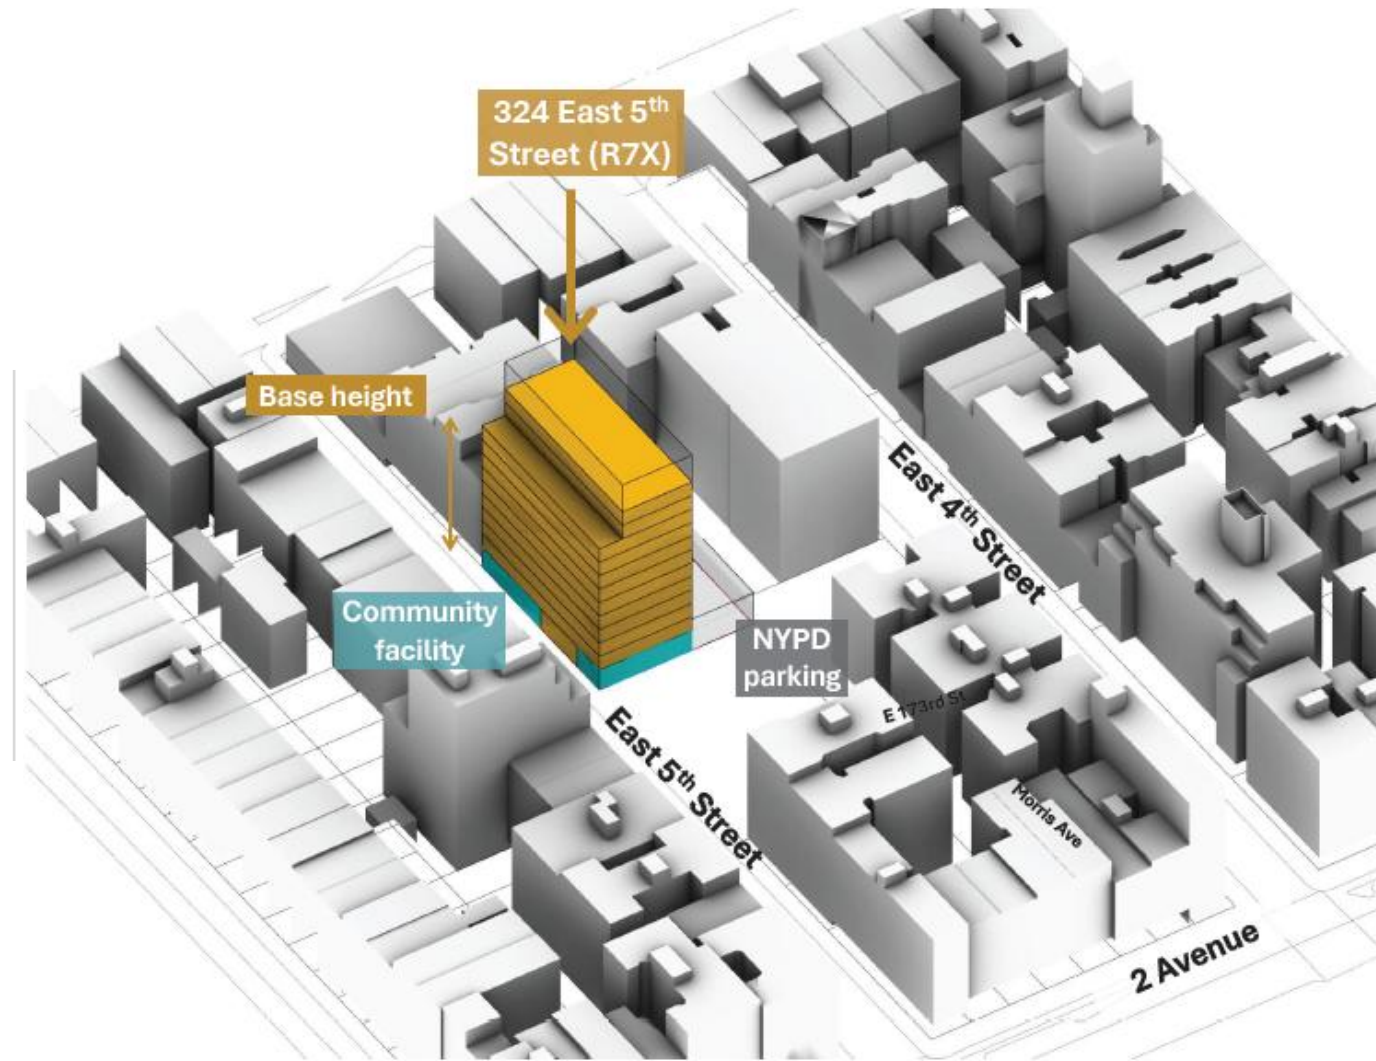 324 East 5th
Street (R7X)
Base height
Community
facility
East 4th Street
NYPD
parking
E 173rd St
East 5th Street
Morris Ave
2 Avenue